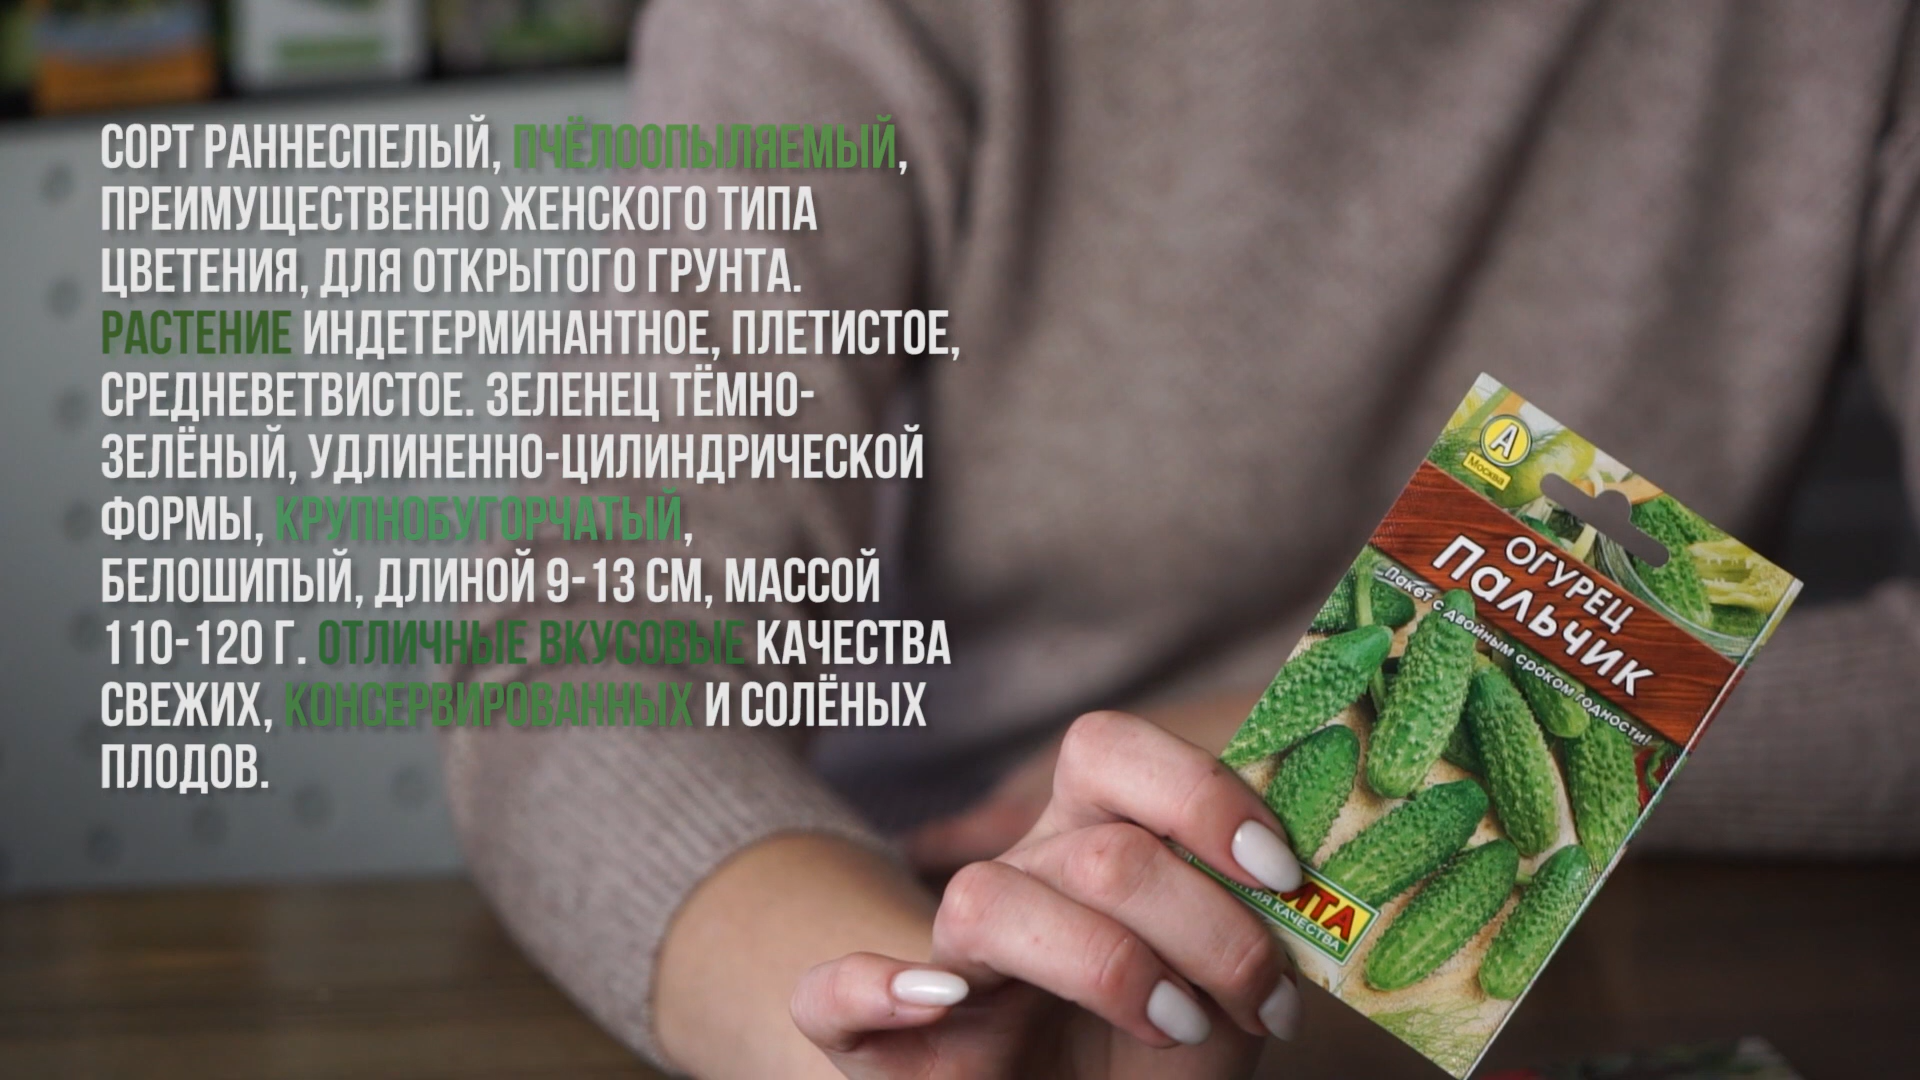 СОРТ РАННЕСПЕЛЫЙ, ПЧЁЛООПЫЛЯЕМЫЙ,
ПРЕИМУЩЕСТВЕННО ЖЕНСКОГО ТИПА
ЦВЕТЕНИЯ, ДЛЯ ОТКРЫТОГО ГРУНТА.
РАСТЕНИЕ ИНДЕТЕРМИНАНТНОЕ, ПЛЕТИСТОЕ,
СРЕДНЕВЕТВИСТОЕ. ЗЕЛЕНЕЦ ТЁМНО-
ЗЕЛЁНЫЙ, УДЛИНЕННО-ЦИЛИНДРИЧЕСКОЙ
ФОРМЫ, КРУПНОБУГОРЧАТЫЙ,
БЕЛОШИПЫЙ, ДЛИНОЙ 9-13 СМ, МАССОЙ
110-120 Г. ОТЛИЧНЫЕ ВКУСОВЫЕ КАЧЕСТВА
СВЕЖИХ, КОНСЕРВИРОВАННЫХ И СОЛЁНЫХ
ПЛОДОВ.
А
Москва
ОГУРЕЦ
Пальчик
Пакет с двойным сроком годности!
КАЧЕСТВА